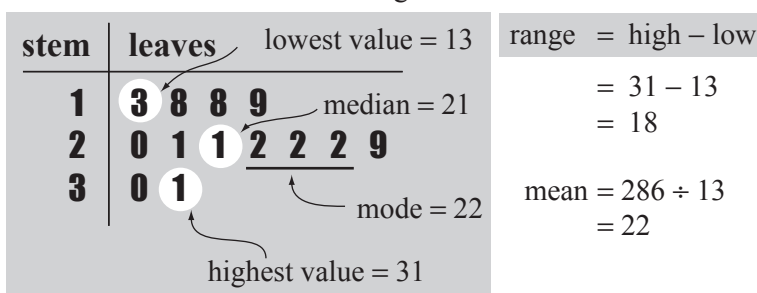 stem leaves lowest value = 13
1 3 8 8 9 median = 21
2 0 1 1 2 2 2 9
3 0 1
mode = 22
highest value = 31
range = high – low
= 31 – 13
= 18
mean = 286 ÷ 13
= 22